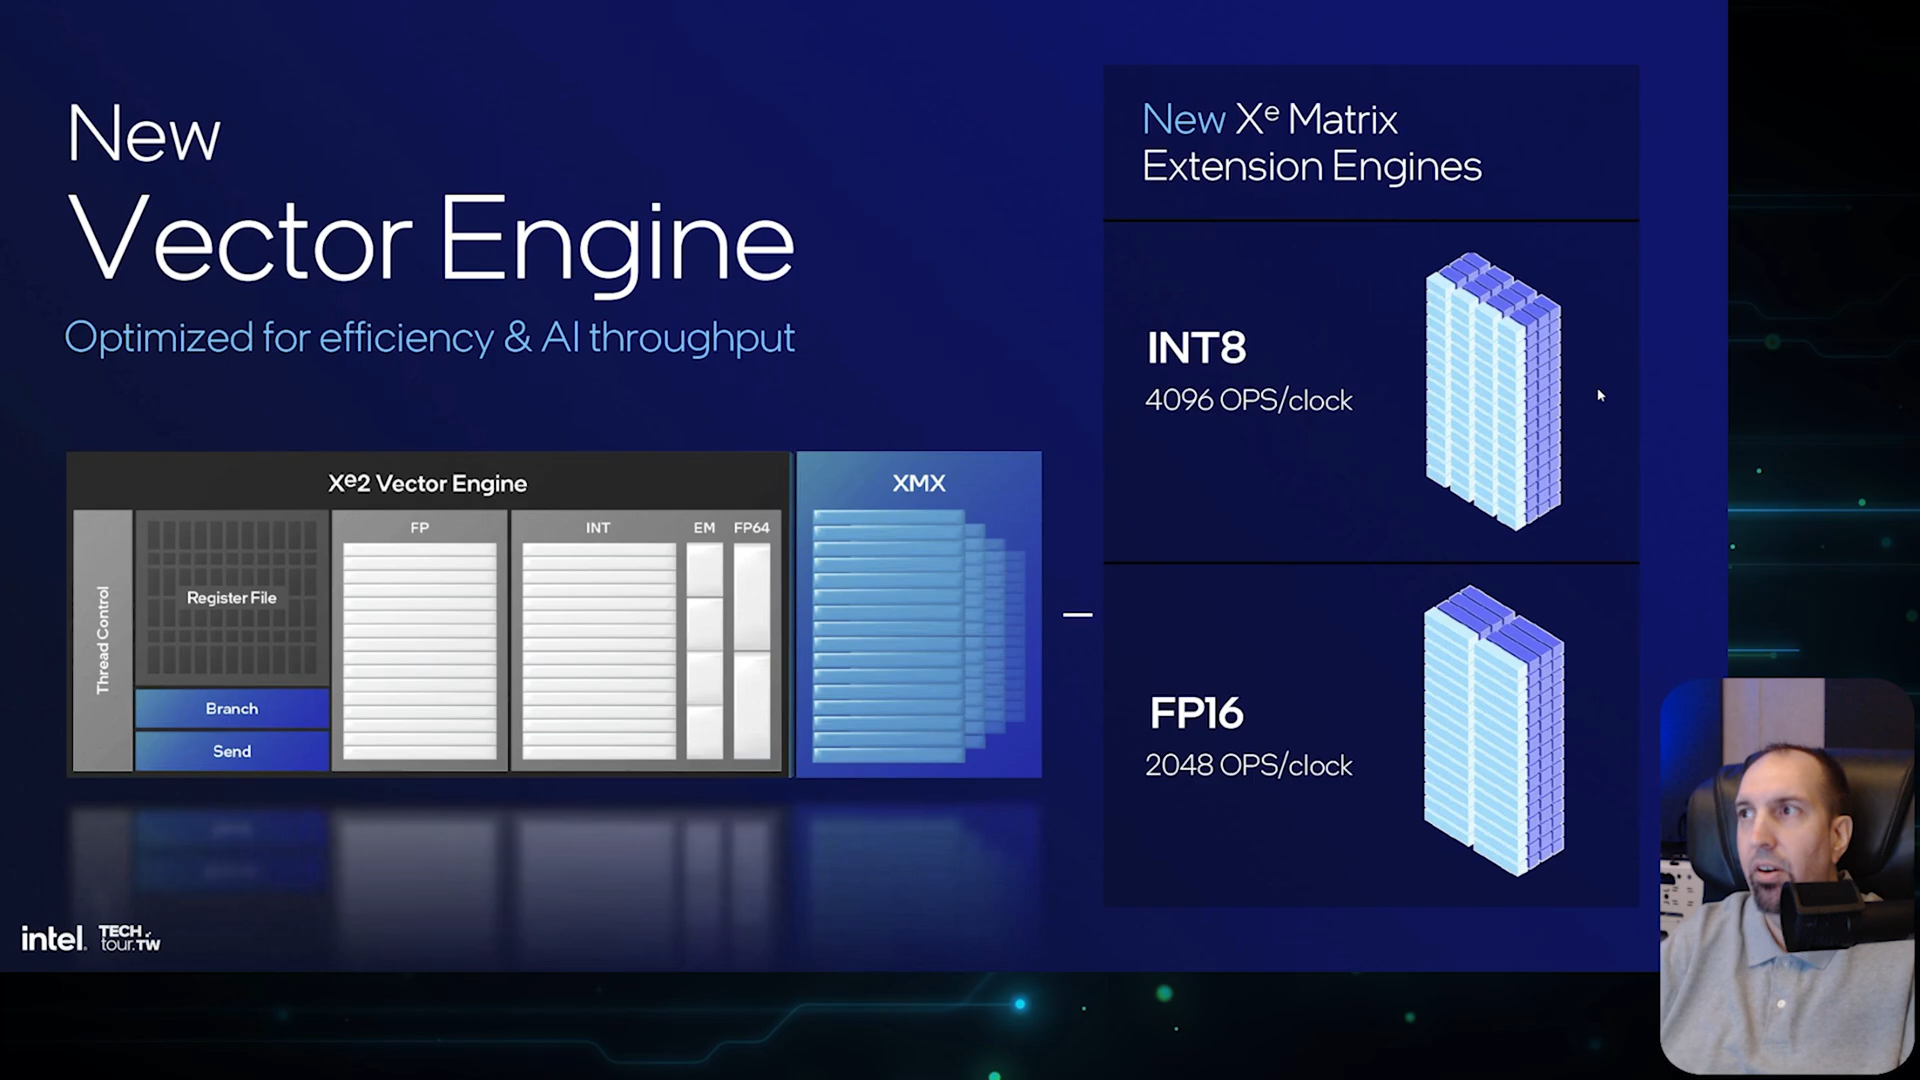 New
Vector Engine
Optimized for efficiency & AI throughput
Xe2 Vector Engine
Thread Control
Register File
Branch
Send
FP
INT
EM
FP64
XMX
New Xe Matrix
Extension Engines
INT8
4096 OPS/clock
FP16
2048 OPS/clock
intel.
TECH
tour.TW